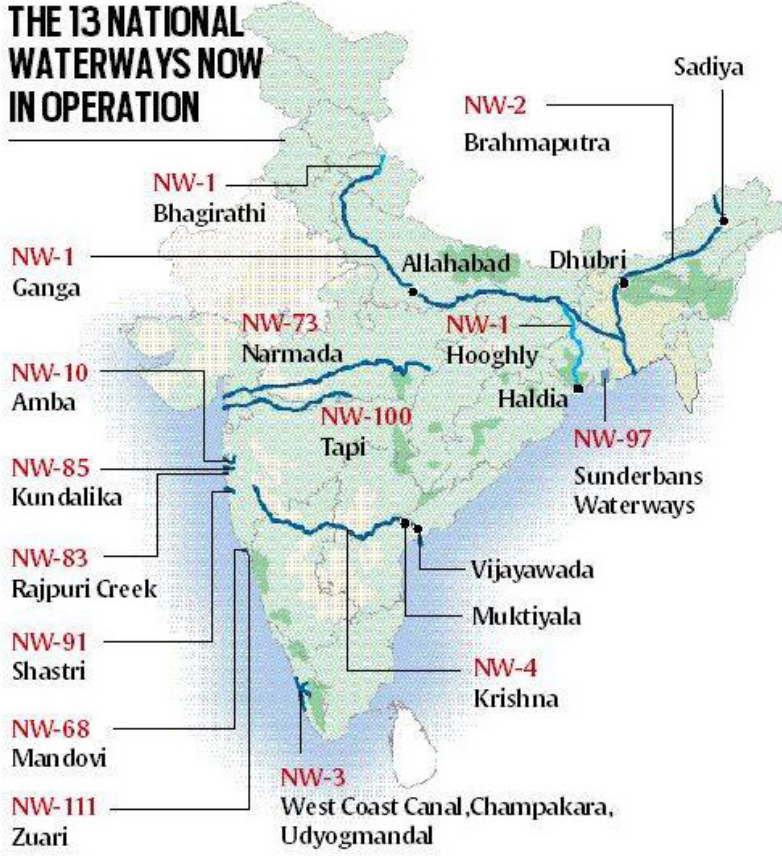 THE 13 NATIONAL
WATERWAYS NOW
IN OPERATION
Sadiya
NW-2
Brahmaputra
NW-1
Bhagirathi
NW-1
Ganga
Allahabad
Dhubri
NW-73
Narmada
NW-1
Hooghly
NW-10
Amba
Haldia
NW-100
Tapi
NW-97
Sunderbans
Waterways
NW-85
Kundalika
NW-83
Rajpuri Creek
Vijayawada
Muktiyala
NW-91
Shastri
NW-4
Krishna
NW-68
Mandovi
NW-3
West Coast Canal,Champakara,
Udyogmandal
NW-111
Zuari